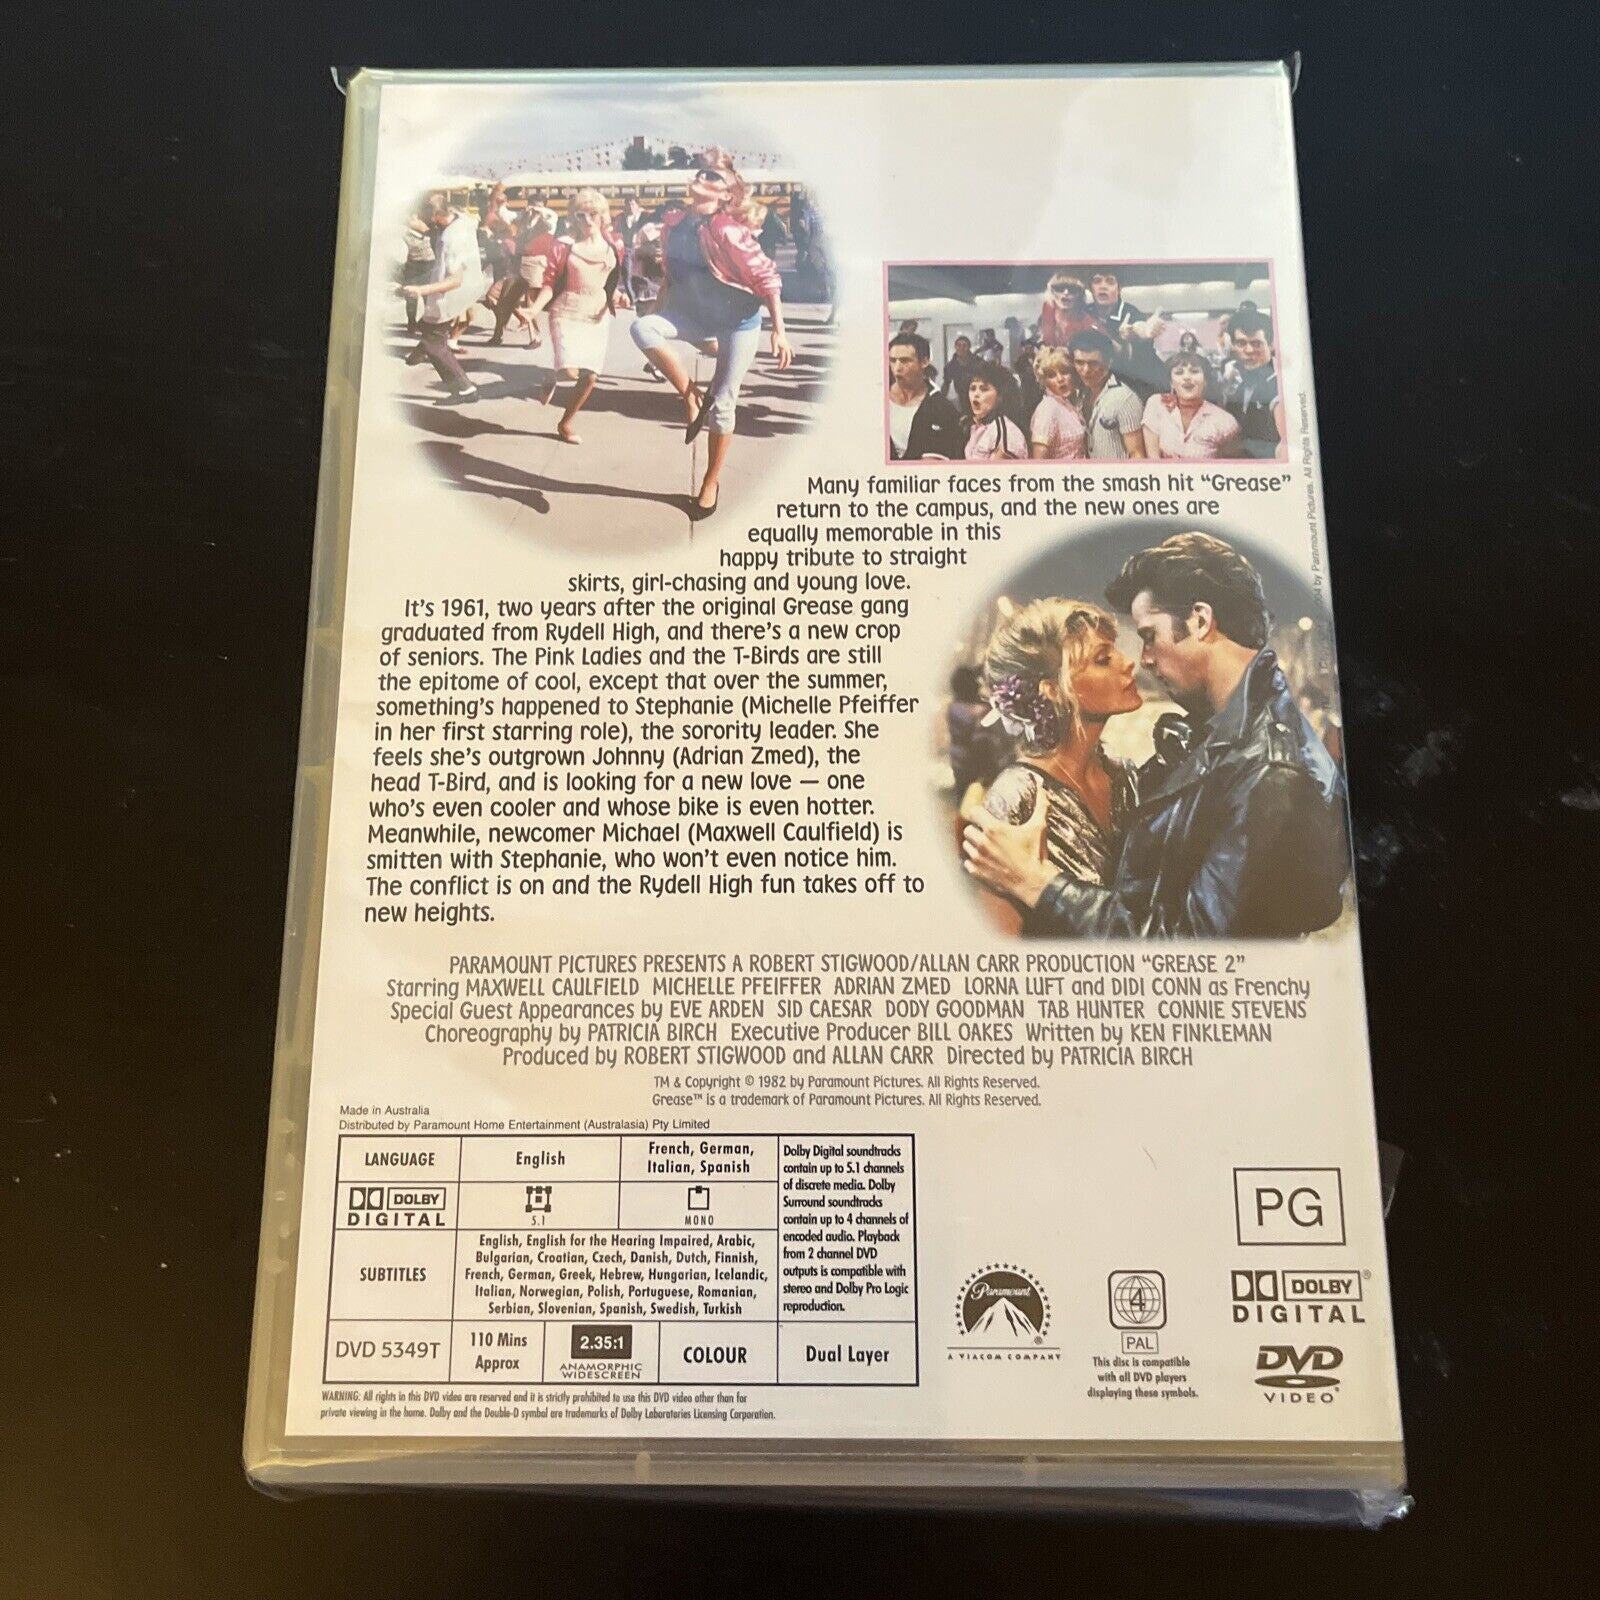 Many familiar faces from the smash hit “Grease”
return to the campus, and the new ones are
equally memorable in this
happy tribute to straight
skirts, girl-chasing and young love.
It's 1961, two years after the original Grease gang
graduated from Rydell High, and there's a new crop
of seniors. The Pink Ladies and the T-Birds are still
the epitome of cool, except that over the summer,
something's happened to Stephanie (Michelle Pfeiffer
in her first starring role), the sorority leader. She
feels she's outgrown Johnny (Adrian Zmed), the
head T-Bird, and is looking for a new love — one
who's even cooler and whose bike is even hotter.
Meanwhile, newcomer Michael (Maxwell Caulfield) is
smitten with Stephanie, who won't even notice him.
The conflict is on and the Rydell High fun takes off to
new heights.
by Paramount Pictures. All Rights Reserved.
PARAMOUNT PICTURES PRESENTS A ROBERT STIGWOOD/ALLAN CARR PRODUCTION “GREASE 2”
Starring MAXWELL CAULFIELD MICHELLE PFEIFFER ADRIAN ZMED LORNA LUFT and DIDI CONN as Frenchy
Special Guest Appearances by EVE ARDEN SID CAESAR DODY GOODMAN TAB HUNTER CONNIE STEVENS
Choreography by PATRICIA BIRCH Executive Producer BILL OAKES Written by KEN FINKLEMAN
Produced by ROBERT STIGWOOD and ALLAN CARR Directed by PATRICIA BIRCH
TM & Copyright © 1982 by Paramount Pictures. All Rights Reserved.
Grease™ is a trademark of Paramount Pictures. All Rights Reserved.
Made in Australia
Distributed by Paramount Home Entertainment (Australasia) Pty Limited
LANGUAGE
English
French, German,
Italian, Spanish
DOLBY
DIGITAL
5.1
MONO
SUBTITLES
English, English for the Hearing Impaired, Arabic,
Bulgarian, Croatian, Czech, Danish, Dutch, Finnish,
French, German, Greek, Hebrew, Hungarian, Icelandic,
Italian, Norwegian, Polish, Portuguese, Romanian,
Serbian, Slovenian, Spanish, Swedish, Turkish
Dolby Digital soundtracks
contain up to 5.1 channels
of discrete media. Dolby
Surround soundtracks
contain up to 4 channels of
encoded audio. Playback
from 2 channel DVD
outputs is compatible with
stereo and Dolby Pro Logic
reproduction.
DVD 5349T
110 Mins
Approx
2.35:1
ANAMORPHIC
WIDESCREEN
COLOUR
Dual Layer
WARNING: All rights in this DVD video are reserved and it is strictly prohibited to use this DVD video other than for
private viewing in the home. Dolby and the Double-D symbol are trademarks of Dolby Laboratories Licensing Corporation.
Paramount ®
A VIACOM COMPANY
4
PAL
This disc is compatible
with all DVD players
displaying these symbols.
PG
DOLBY ®
DIGITAL
DVD
VIDEO